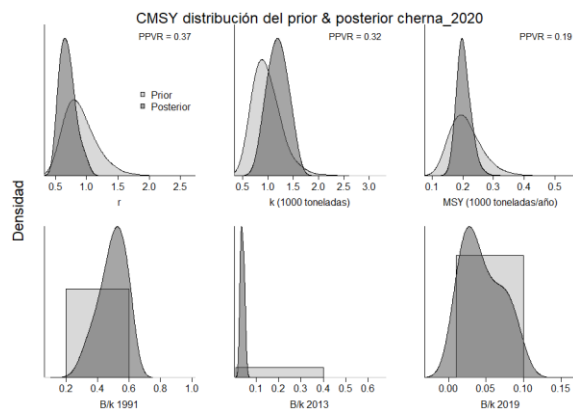 CMSY distribución del prior & posterior cherna_2020
PPVR = 0.37
PPVR = 0.32
PPVR = 0.19
Prior
Posterior
0.5 1.0 1.5 2.0 2.5
0.5 1.0 1.5 2.0 2.5 3.0
0.1 0.2 0.3 0.4 0.5
r
k (1000 toneladas)
MSY (1000 toneladas/año)
Densidad
0.2 0.4 0.6 0.8 1.0
0.1 0.2 0.3 0.4 0.5 0.6
0.00 0.05 0.10 0.15
B/k 1991
B/k 2013
B/k 2019